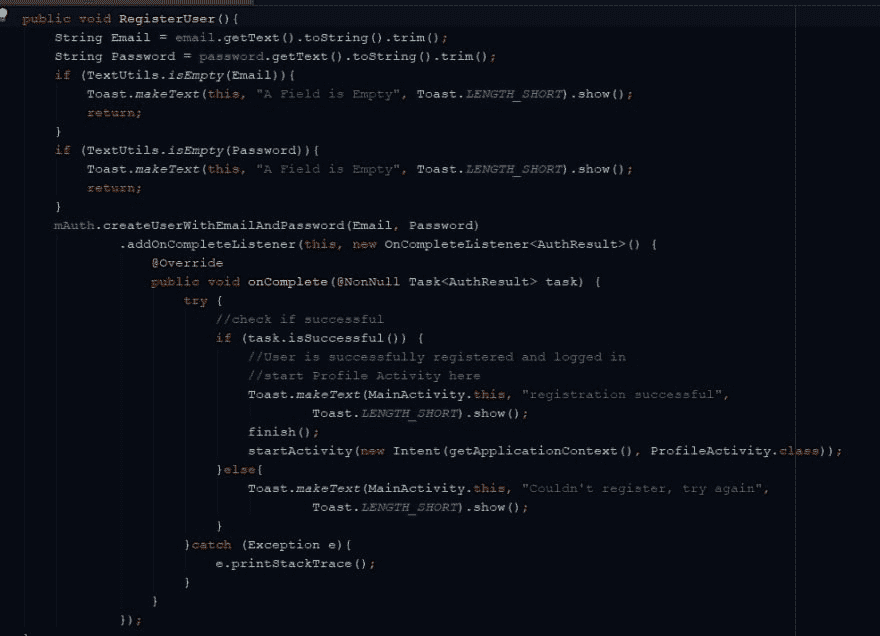 public void RegisterUser(){
    String Email = email.getText().toString().trim();
    String Password = password.getText().toString().trim();
    if (TextUtils.isEmpty(Email)){
        Toast.makeText(this, "A Field is Empty", Toast.LENGTH_SHORT).show();
        return;
    }
    if (TextUtils.isEmpty(Password)){
        Toast.makeText(this, "A Field is Empty", Toast.LENGTH_SHORT).show();
        return;
    }
    mAuth.createUserWithEmailAndPassword(Email, Password)
            .addOnCompleteListener(this, new OnCompleteListener<AuthResult>() {
                @Override
                public void onComplete(@NonNull Task<AuthResult> task) {
                    try {
                        //check if successful
                        if (task.isSuccessful()) {
                            //User is successfully registered and logged in
                            //start Profile Activity here
                            Toast.makeText(MainActivity.this, "registration successful",
                                    Toast.LENGTH_SHORT).show();
                            finish();
                            startActivity(new Intent(getApplicationContext(), ProfileActivity.class));
                        }else{
                            Toast.makeText(MainActivity.this, "Couldn't register, try again",
                                    Toast.LENGTH_SHORT).show();
                        }
                    }catch (Exception e){
                        e.printStackTrace();
                    }
                }
            });